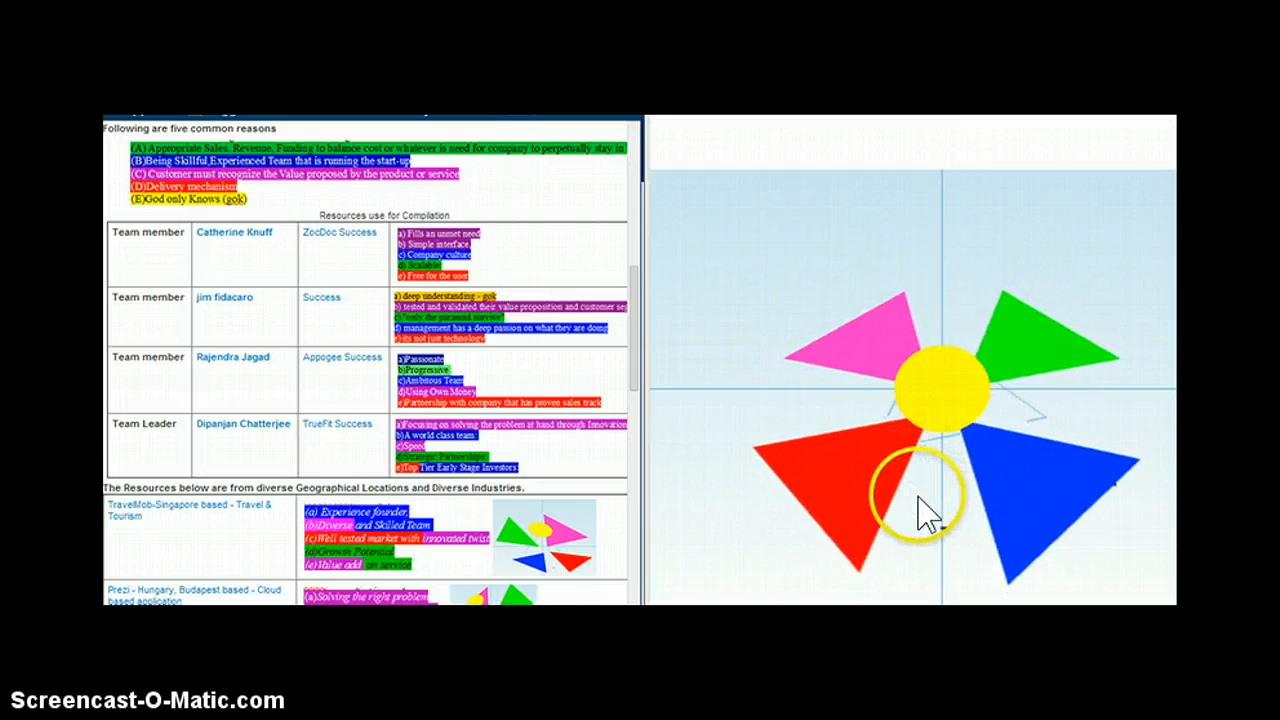 Following are five common reasons
(A) Appropriate Sales. Revenue, Funding to balance cost or whatever is need for company to perpetually stay in
(B)Being Skillful,Experienced Team that is running the start-up
(C) Customer must recognize the Value proposed by the product or service
(D)Delivery mechanism
(E)God only Knows (gok)
Resources use for Compilation
Team member Catherine Knuff ZocDoc Success
a) Fills an unmet need
b) Simple interface,
c) Company culture
d) Scalable
e) Free for the user
Team member jim fidacaro Success
a) deep understanding - gok
b) tested and validated their value proposition and customer seg
c) "only the paranoid survive"
d) management has a deep passion on what they are doing
e) its not just technology
Team member Rajendra Jagad Appogee Success
a)Passionate
b)Progressive
c)Ambitous Team
d)Using Own Money
e)Partnership with company that has proven sales track
Team Leader Dipanjan Chatterjee TrueFit Success
a)Focusing on solving the problem at hand through Innovation
b)A world class team:
c)Speed
d)Strategic Partnerships:
e)Top Tier Early Stage Investors:
The Resources below are from diverse Geographical Locations and Diverse Industries.
TravelMob-Singapore based - Travel &
Tourism
(a) Experience founder,
(b)Diverse and Skilled Team
(c)Well tested market with innovated twist
(d)Growth Potential
(e)Value add on service
Prezi - Hungary, Budapest based - Cloud
based application
(a)Solving the right problem
Screencast-O-Matic.com